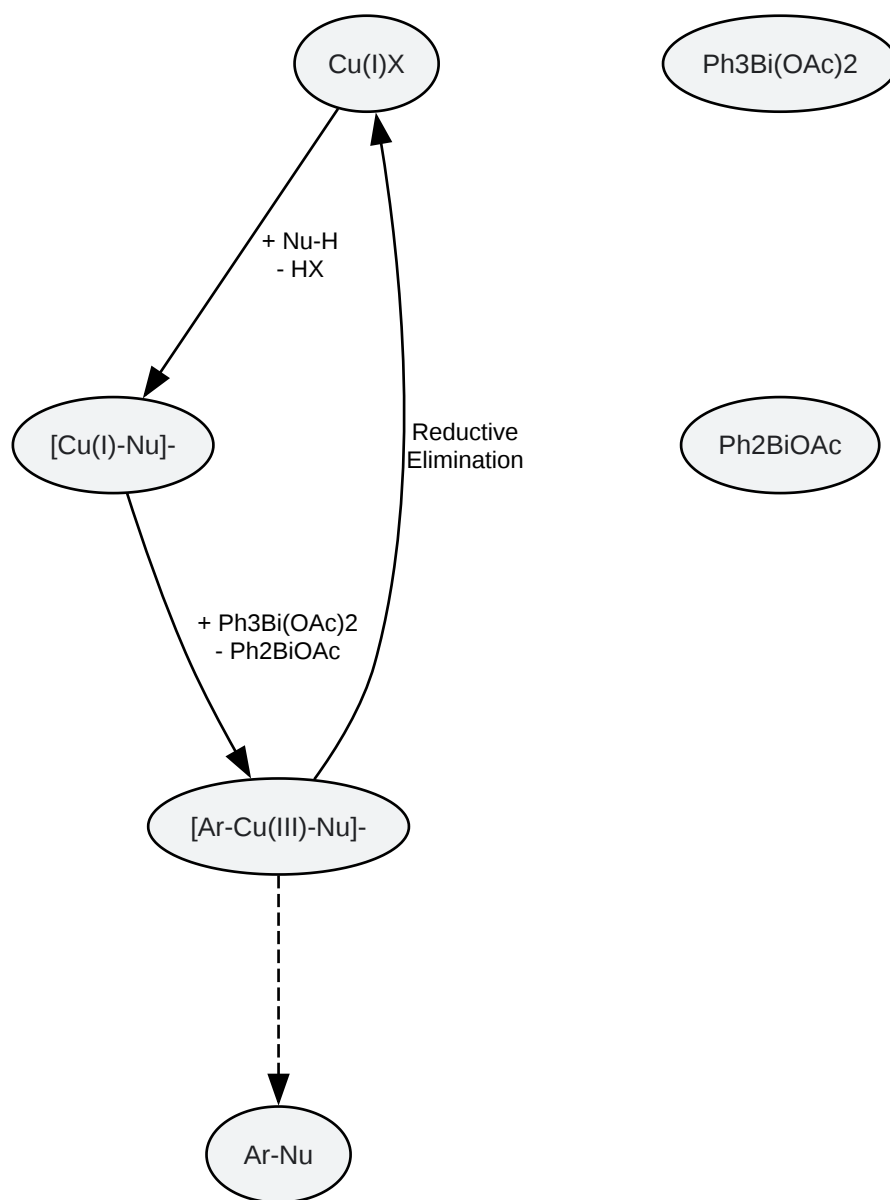 Cu(I)X
Ph3Bi(OAc)2
+ Nu-H
- HX
[Cu(I)-Nu]-
Reductive
Elimination
Ph2BiOAc
+ Ph3Bi(OAc)2
- Ph2BiOAc
[Ar-Cu(III)-Nu]-
Ar-Nu